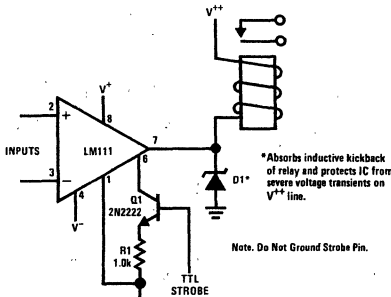 V++
V+
2
+
8
INPUTS
LM111
7
6
3
−
1
4
V−
Q1
2N2222
R1
1.0k
D1*
*Absorbs inductive kickback
of relay and protects IC from
severe voltage transients on
V++ line.
Note. Do Not Ground Strobe Pin.
TTL
STROBE